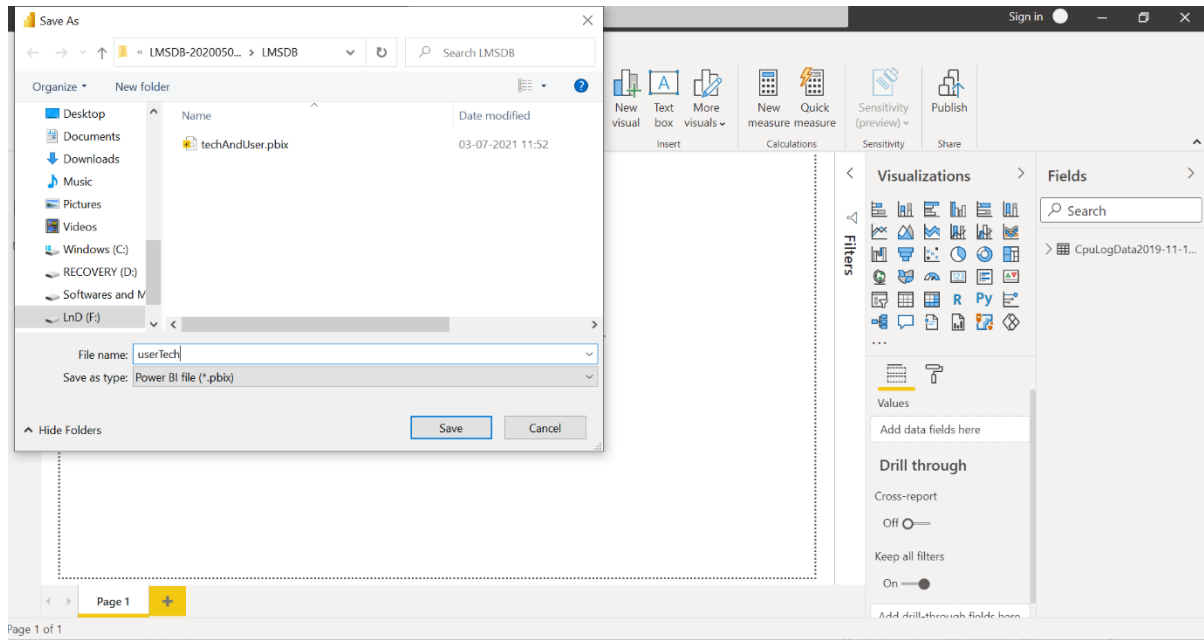 Save As
« LMSDB-2020050... > LMSDB
Search LMSDB
Organize
New folder
Desktop
Documents
Downloads
Music
Pictures
Videos
Windows (C:)
RECOVERY (D:)
Softwares and M
LnD (F:)
Name
Date modified
techAndUser.pbix
03-07-2021 11:52
File name:
userTech
Save as type:
Power BI file (*.pbix)
Hide Folders
Save
Cancel
Sign in
New visual
Text box
More visuals
New measure
Quick measure
Sensitivity (preview)
Publish
Insert
Calculations
Sensitivity
Share
Filters
Visualizations
R
Py
...
Values
Add data fields here
Drill through
Cross-report
Off
Keep all filters
On
Add drill-through fields here
Fields
Search
CpuLogData2019-11-1...
Page 1
Page 1 of 1